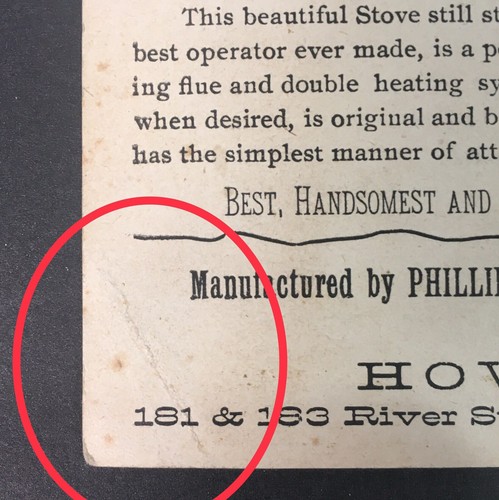 This beautiful Stove still
best operator ever made, is a
ing flue and double heating
when desired, is original and
has the simplest manner of
BEST, HANDSOMEST AND
Manufactured by
HO
181 & 183 River